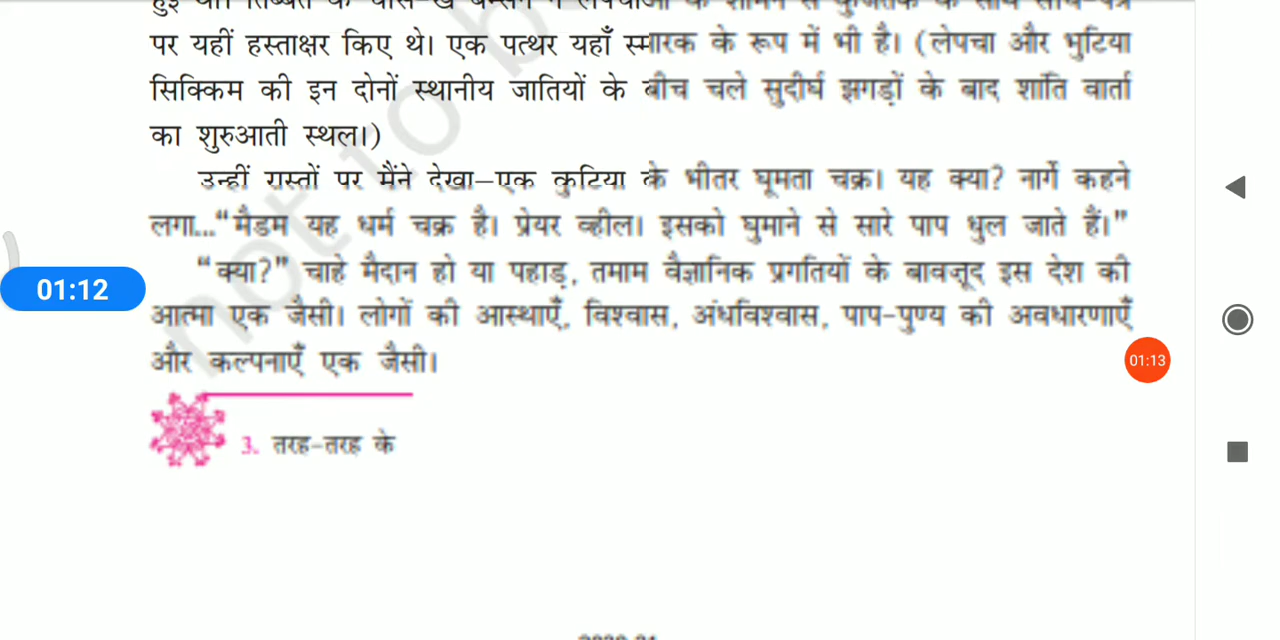 पर यहीं हस्ताक्षर किए थे। एक पत्थर यहाँ स्मारक के रूप में भी है। (लेपचा और भुटिया
सिक्किम की इन दोनों स्थानीय जातियों के बीच चले सुदीर्घ झगड़ों के बाद शांति वार्ता
का शुरुआती स्थल।)
उन्हीं रास्तों पर मैंने देखा—एक कुटिया के भीतर घूमता चक्र। यह क्या? नार्गे कहने
लगा..."मैडम यह धर्म चक्र है। प्रेयर व्हील। इसको घुमाने से सारे पाप धुल जाते हैं।"
"क्या?" चाहे मैदान हो या पहाड़, तमाम वैज्ञानिक प्रगतियों के बावजूद इस देश की
आत्मा एक जैसी। लोगों की आस्थाएँ, विश्वास, अंधविश्वास, पाप-पुण्य की अवधारणाएँ
और कल्पनाएँ एक जैसी।
3. तरह-तरह के
01:12
01:13
not to b